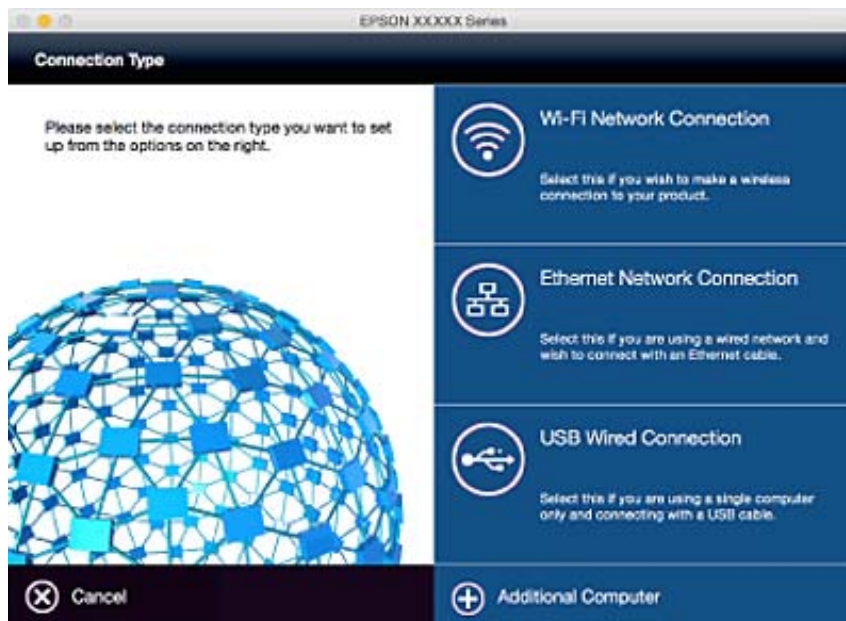 EPSON XXXXX Series
Connection Type
Please select the connection type you want to set
up from the options on the right.
Wi-Fi Network Connection
Select this if you wish to make a wireless
connection to your product.
Ethernet Network Connection
Select this if you are using a wired network and
wish to connect with an Ethernet cable.
USB Wired Connection
Select this if you are using a single computer
only and connecting with a USB cable.
Cancel
Additional Computer